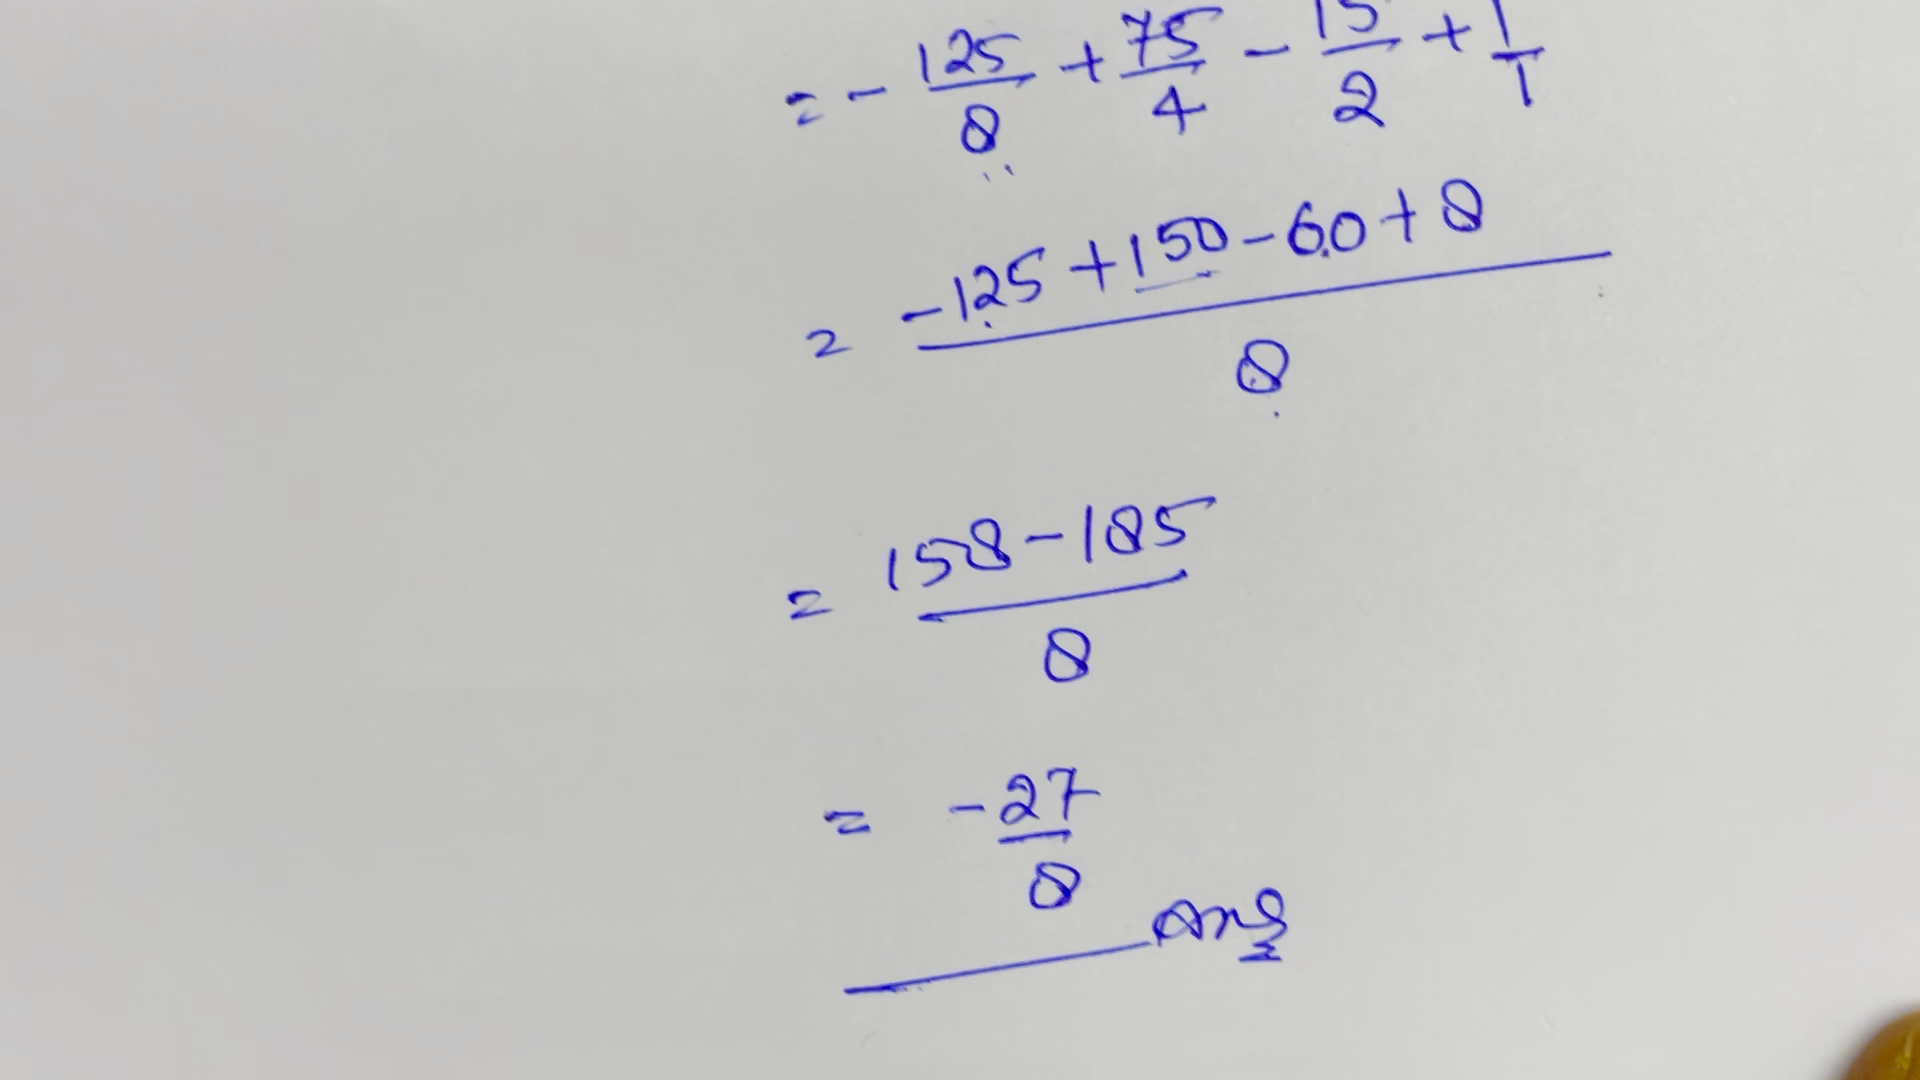 = - 125/8 + 75/4 - 15/2 + 1/1
= (-125 + 150 - 60 + 8)/8
= (158 - 185)/8
= -27/8
Ans